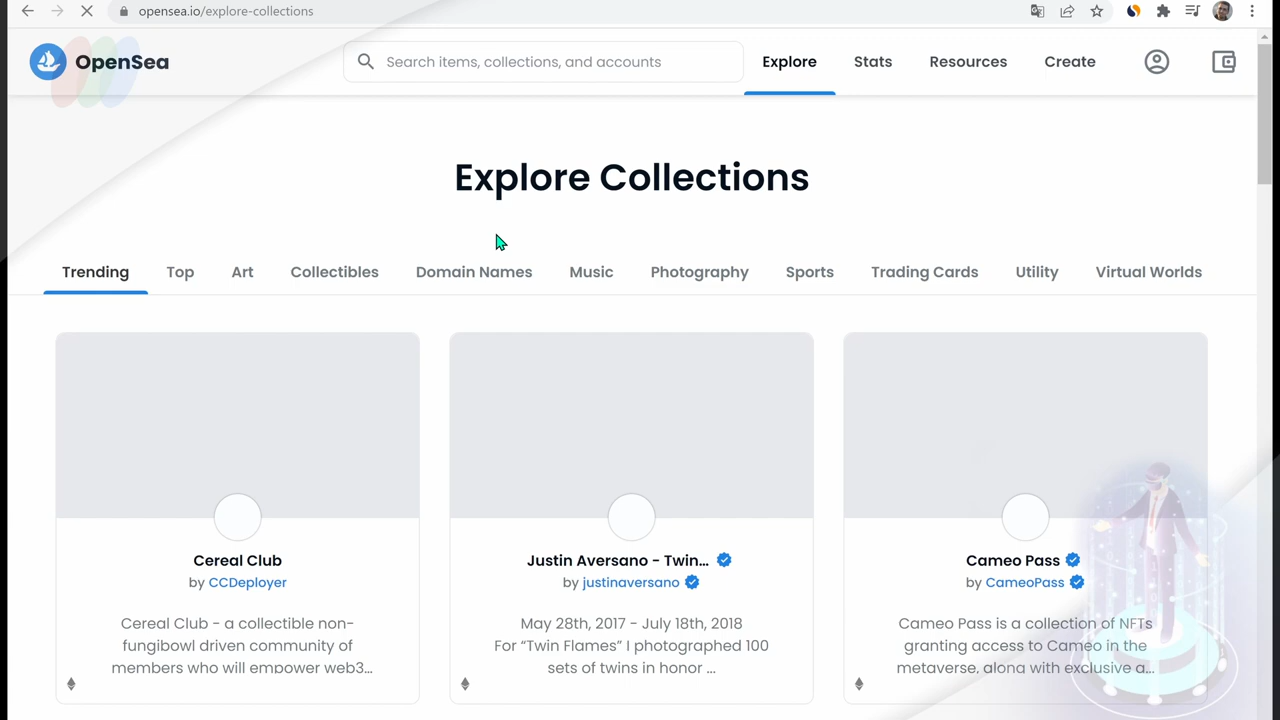 opensea.io/explore-collections
OpenSea
Search items, collections, and accounts
Explore
Stats
Resources
Create
Explore Collections
Trending
Top
Art
Collectibles
Domain Names
Music
Photography
Sports
Trading Cards
Utility
Virtual Worlds
Cereal Club
by CCDeployer
Cereal Club - a collectible non-
fungibowl driven community of
members who will empower web3...
Justin Aversano - Twin...
by justinaversano
May 28th, 2017 - July 18th, 2018
For “Twin Flames” I photographed 100
sets of twins in honor ...
Cameo Pass
by CameoPass
Cameo Pass is a collection of NFTs
granting access to Cameo in the
metaverse, along with exclusive a...